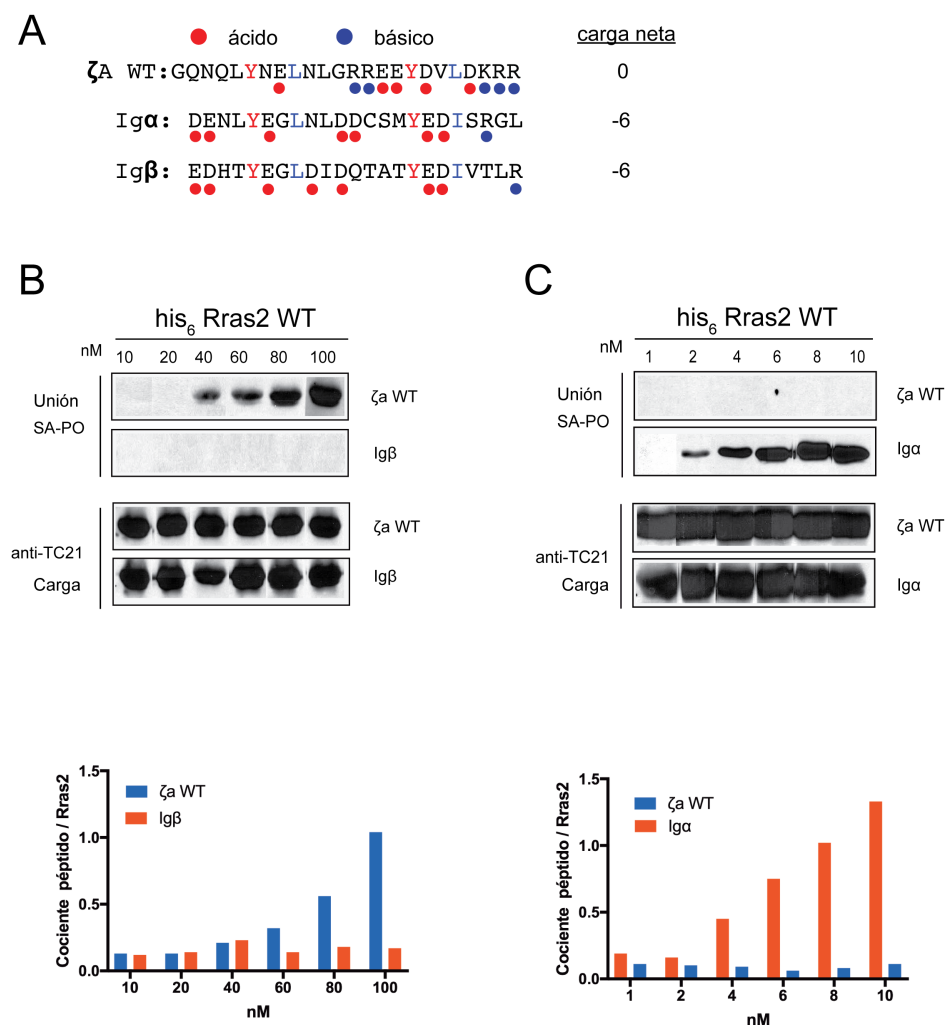 A
ácido básico carga neta
ζA WT:GQNQLYNELNLGRREEYDVLDKRR 0
Igα: DENLYEGLNLDDCSMYEDISRGL -6
Igβ: EDHTYEGLDIDQTATYEDIVTLR -6
B
his6 Rras2 WT
nM 10 20 40 60 80 100
Unión SA-PO
ζa WT
Igβ
anti-TC21 Carga
ζa WT
Igβ
C
his6 Rras2 WT
nM 1 2 4 6 8 10
Unión SA-PO
ζa WT
Igα
anti-TC21 Carga
ζa WT
Igα
Cociente péptido / Rras2
1.5
1.0
0.5
0.0
ζa WT
Igβ
10 20 40 60 80 100
nM
Cociente péptido / Rras2
1.5
1.0
0.5
0.0
ζa WT
Igα
1 2 4 6 8 10
nM